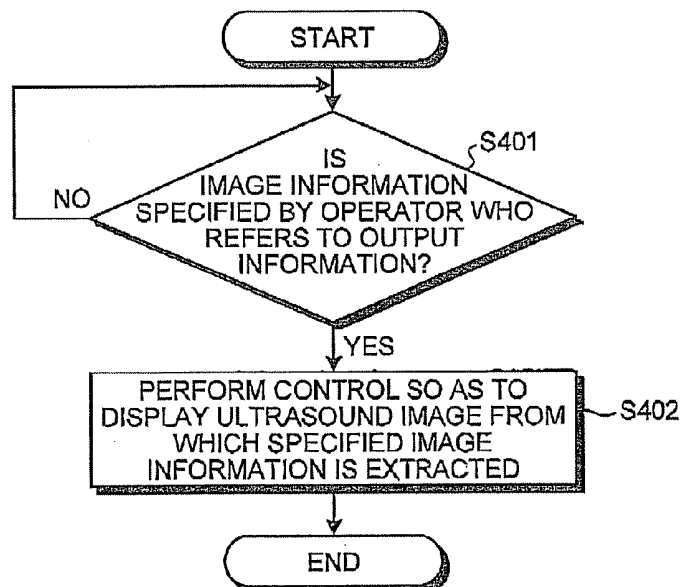 START
S401
IS
IMAGE INFORMATION
SPECIFIED BY OPERATOR WHO
REFERS TO OUTPUT
INFORMATION?
NO
YES
PERFORM CONTROL SO AS TO
DISPLAY ULTRASOUND IMAGE FROM
WHICH SPECIFIED IMAGE
INFORMATION IS EXTRACTED
S402
END